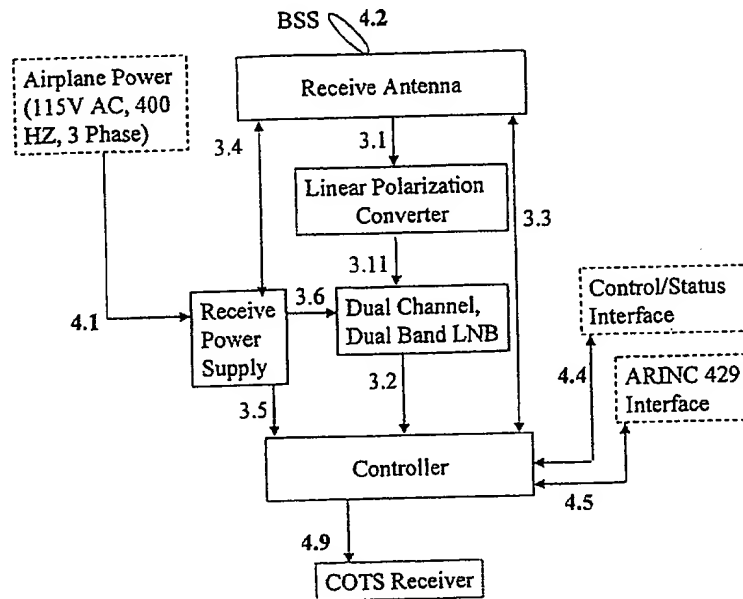 BSS
4.2
Airplane Power
(115V AC, 400
HZ, 3 Phase)
Receive Antenna
3.4
3.1
Linear Polarization
Converter
3.3
3.11
4.1
Receive
Power
Supply
3.6
Dual Channel,
Dual Band LNB
Control/Status
Interface
3.5
3.2
4.4
ARINC 429
Interface
Controller
4.5
4.9
COTS Receiver